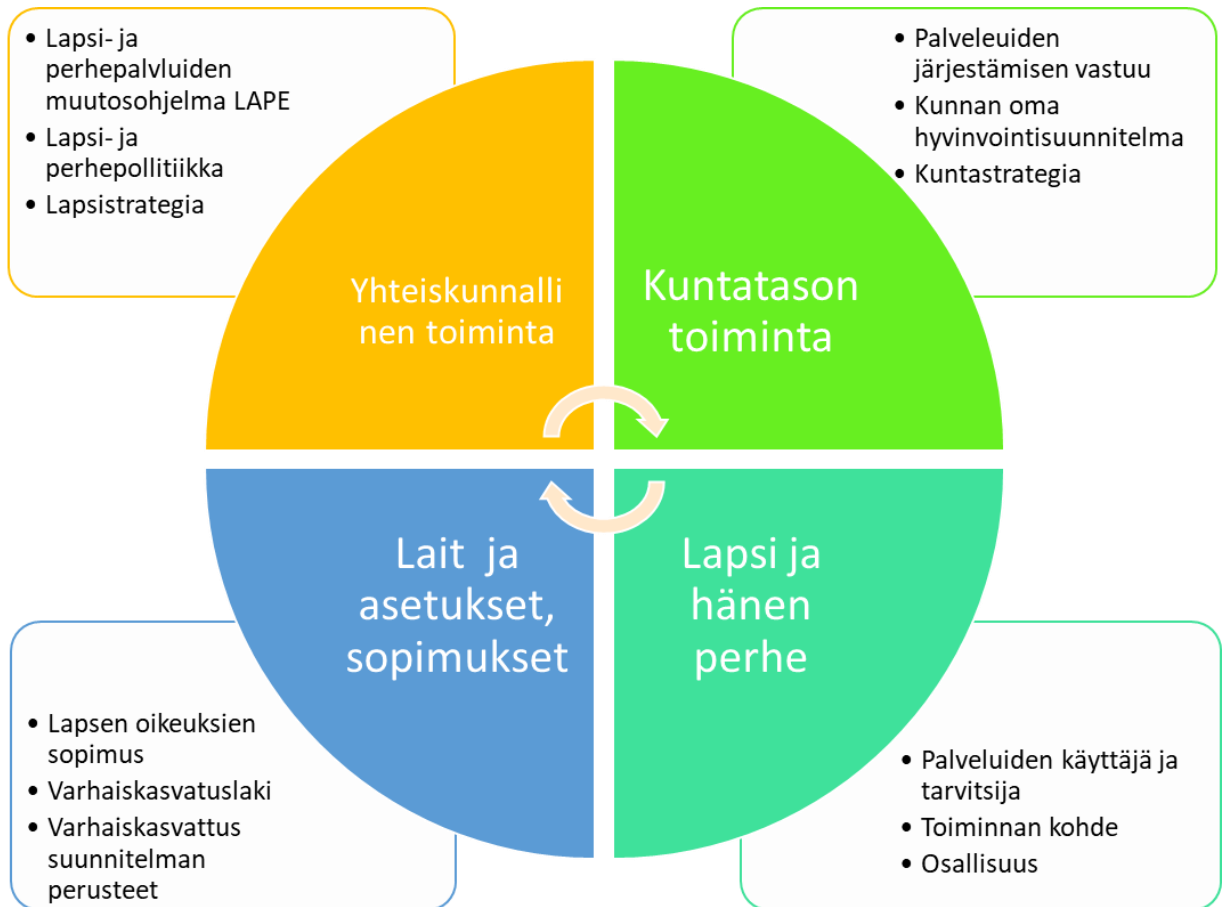 • Lapsi- ja
perhepalvluiden
muutosohjelma LAPE
• Lapsi- ja
perhepollitiikka
• Lapsistrategia
• Palveleuiden
järjestämisen vastuu
• Kunnan oma
hyvinvointisuunnitelma
• Kuntastrategia
Yhteiskunnalli
nen toiminta
Kuntatason
toiminta
Lait ja
asetukset,
sopimukset
Lapsi ja
hänen
perhe
• Lapsen oikeuksien
sopimus
• Varhaiskasvatuslaki
• Varhaiskasvattus
suunnitelman
perusteet
• Palveluiden käyttäjä ja
tarvitsija
• Toiminnan kohde
• Osallisuus